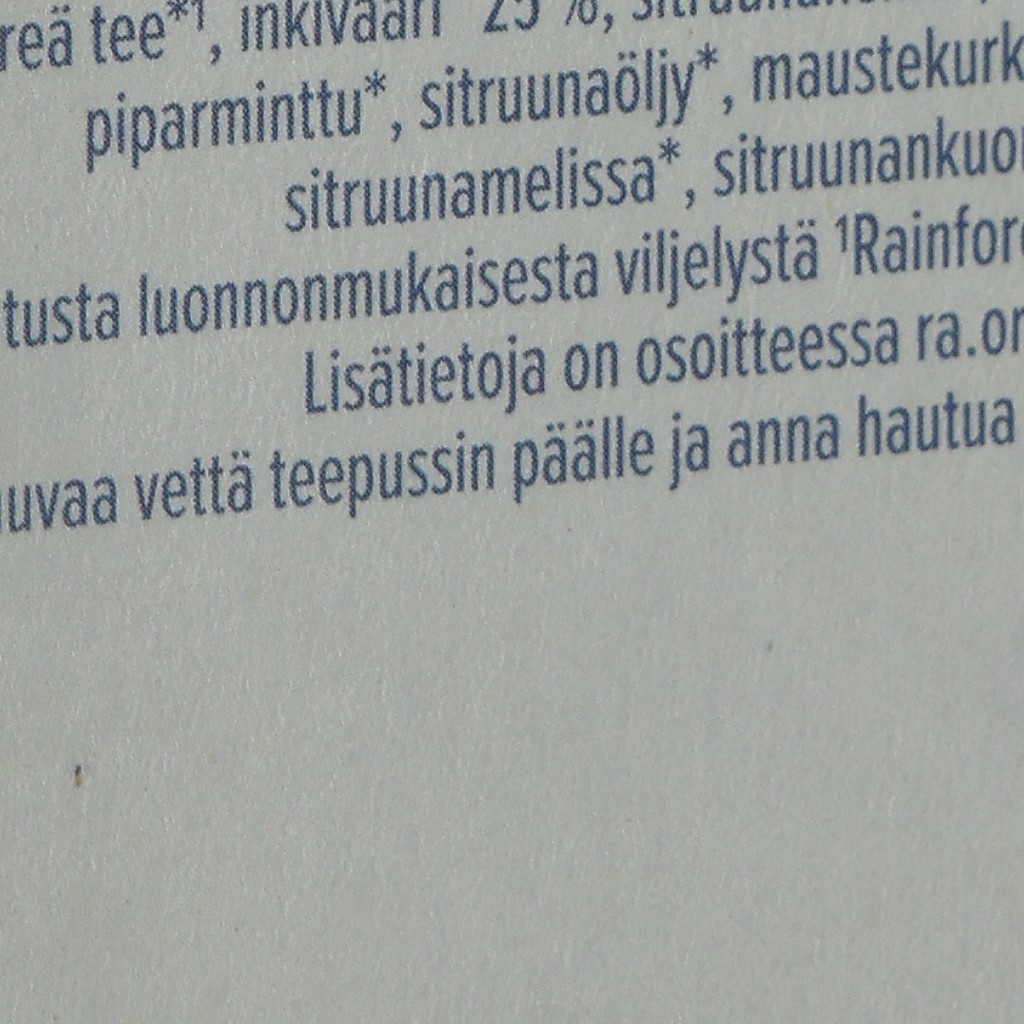 tee*¹, inkivääri 25 %,
piparminttu*, sitruunaöljy*, maustekurk
sitruunamelissa*, sitruunankuo
tusta luonnonmukaisesta viljelystä ¹Rainfor
Lisätietoja on osoitteessa ra.or
uvaa vettä teepussin päälle ja anna hautua